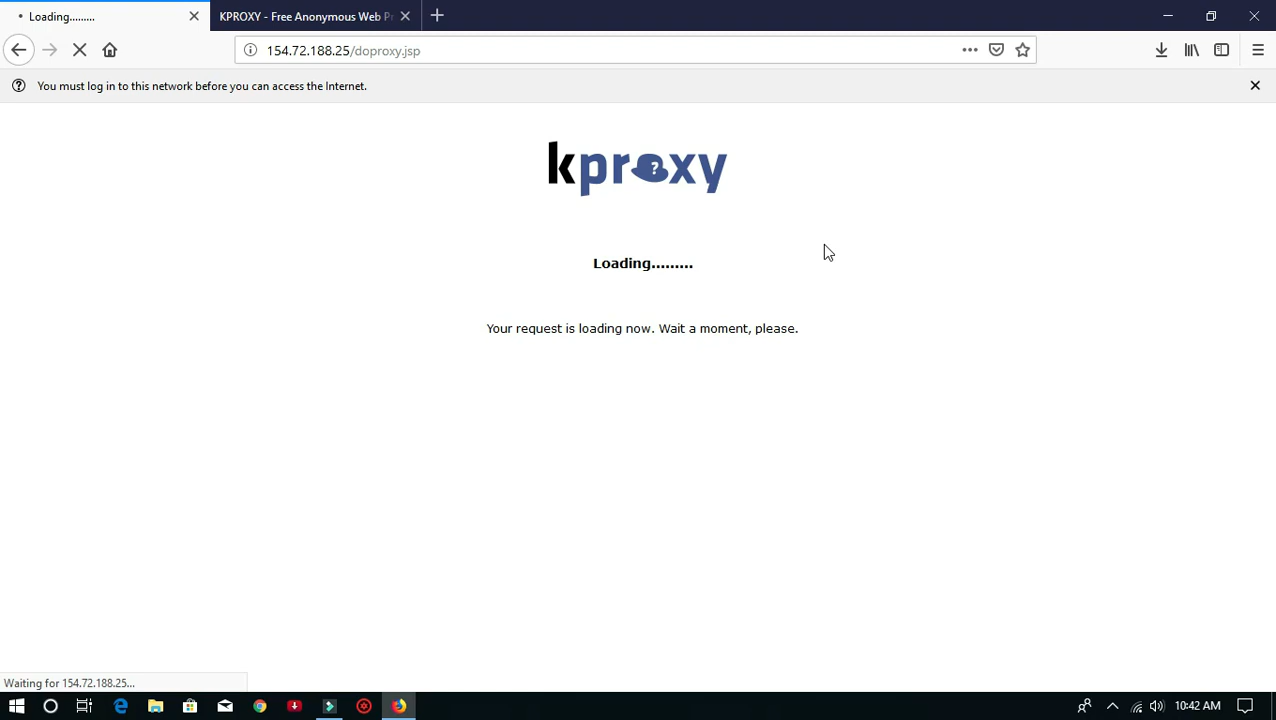 Loading.........
KPROXY - Free Anonymous Web Pr
154.72.188.25/doproxy.jsp
You must log in to this network before you can access the Internet.
kproxy
?
Loading.........
Your request is loading now. Wait a moment, please.
Waiting for 154.72.188.25...
10:42 AM